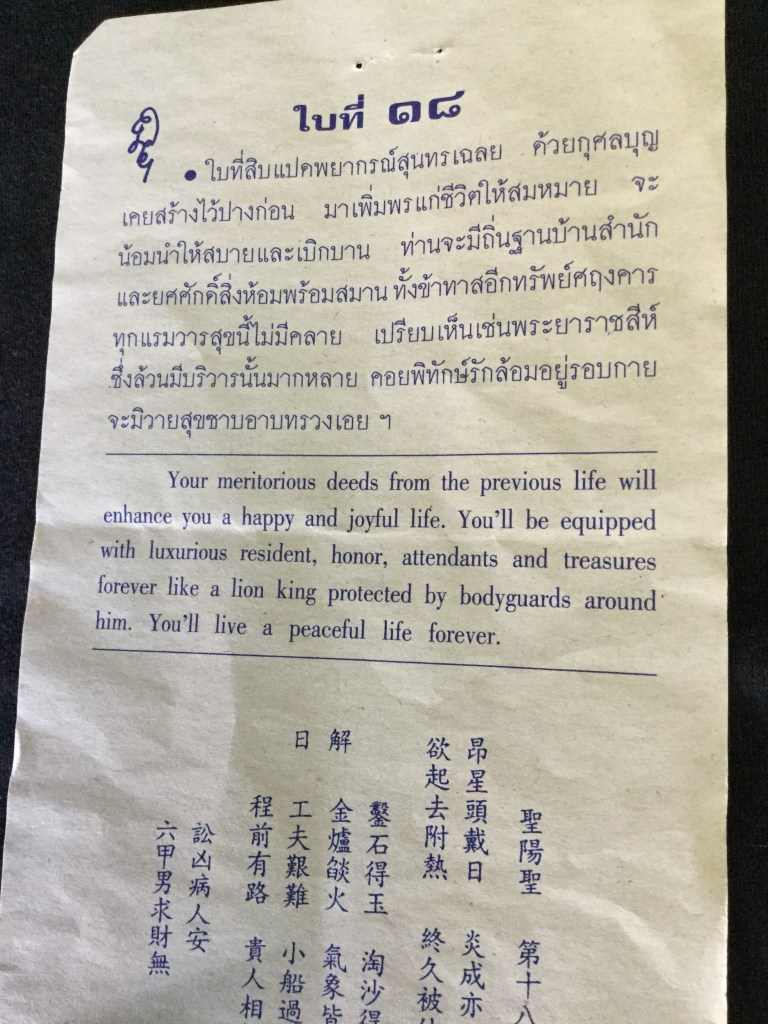 ใบที่ ๑๘
• ใบที่สิบแปดพยากรณ์สุนทรเฉลย ด้วยกุศลบุญ
เคยสร้างไว้ปางก่อน มาเพิ่มพรแก่ชีวิตให้สมหมาย จะ
น้อมนำให้สบายและเบิกบาน ท่านจะมีถิ่นฐานบ้านสำนัก
และยศศักดิ์สิ่งห้อมพร้อมสมาน ทั้งข้าทาสอีกทรัพย์ศฤงคาร
ทุกแรมวารสุขนี้ไม่มีคลาย เปรียบเห็นเช่นพระยาราชสีห์
ซึ่งล้วนมีบริวารนั้นมากหลาย คอยพิทักษ์รักล้อมอยู่รอบกาย
จะมิวายสุขซาบอาบทรวงเอย ฯ
Your meritorious deeds from the previous life will
enhance you a happy and joyful life. You'll be equipped
with luxurious resident, honor, attendants and treasures
forever like a lion king protected by bodyguards around
him. You'll live a peaceful life forever.
聖陽聖 第十八
昂星頭戴日 炎成亦
欲起去附熱 終久被
鑿石得玉 淘沙得
解 金爐燄火 氣象皆
日 工夫艱難 小船過
程前有路 貴人相
訟凶病人安
六甲男求財無